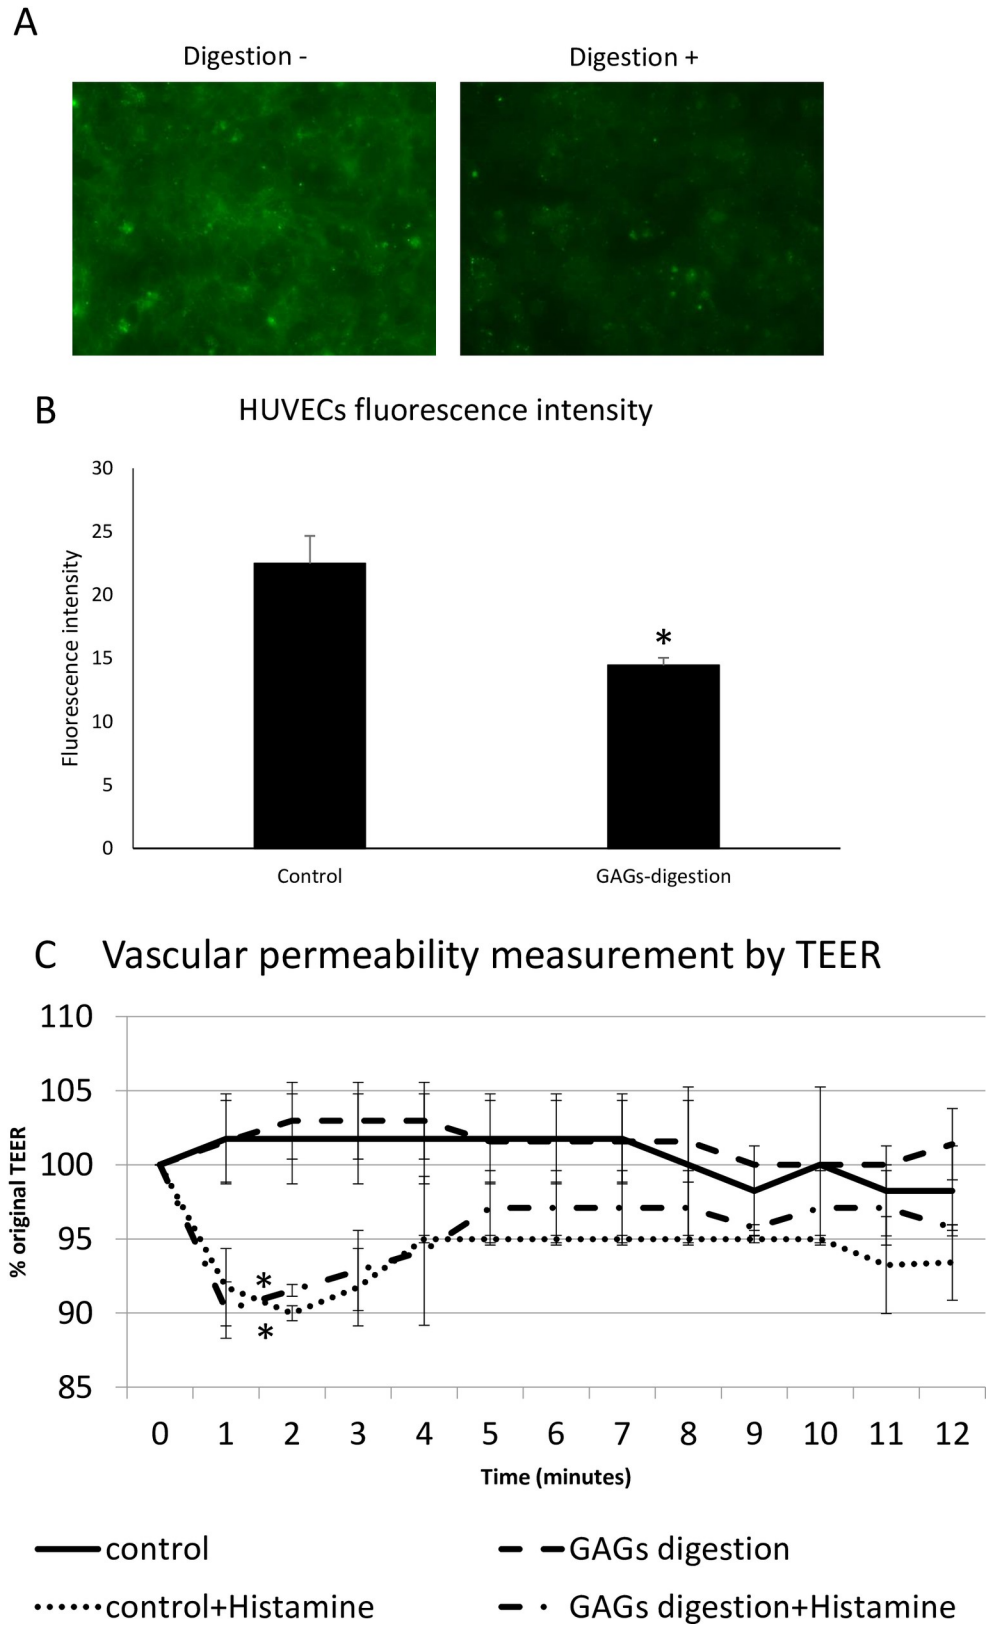 A
Digestion - Digestion +
B HUVECs fluorescence intensity
30
25
20
15
10
5
0
Fluorescence intensity
*
Control GAGs-digestion
C Vascular permeability measurement by TEER
110
105
100
95
90
85
% original TEER
*
*
0 1 2 3 4 5 6 7 8 9 10 11 12
Time (minutes)
control GAGs digestion
control+Histamine GAGs digestion+Histamine